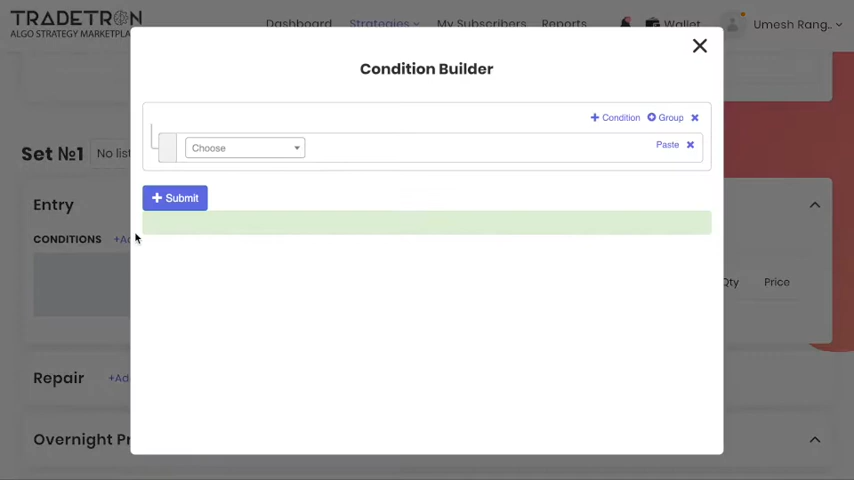 TRADETRON
ALGO STRATEGY MARKETPLA
Dashboard
Strategies
My Subscribers
Reports
Wallet
Umesh Rang..
Condition Builder
+ Condition
Group
Choose
Paste
+ Submit
Set №1
No list
Entry
CONDITIONS
+Ad
Qty
Price
Repair
+Ad
Overnight Pr